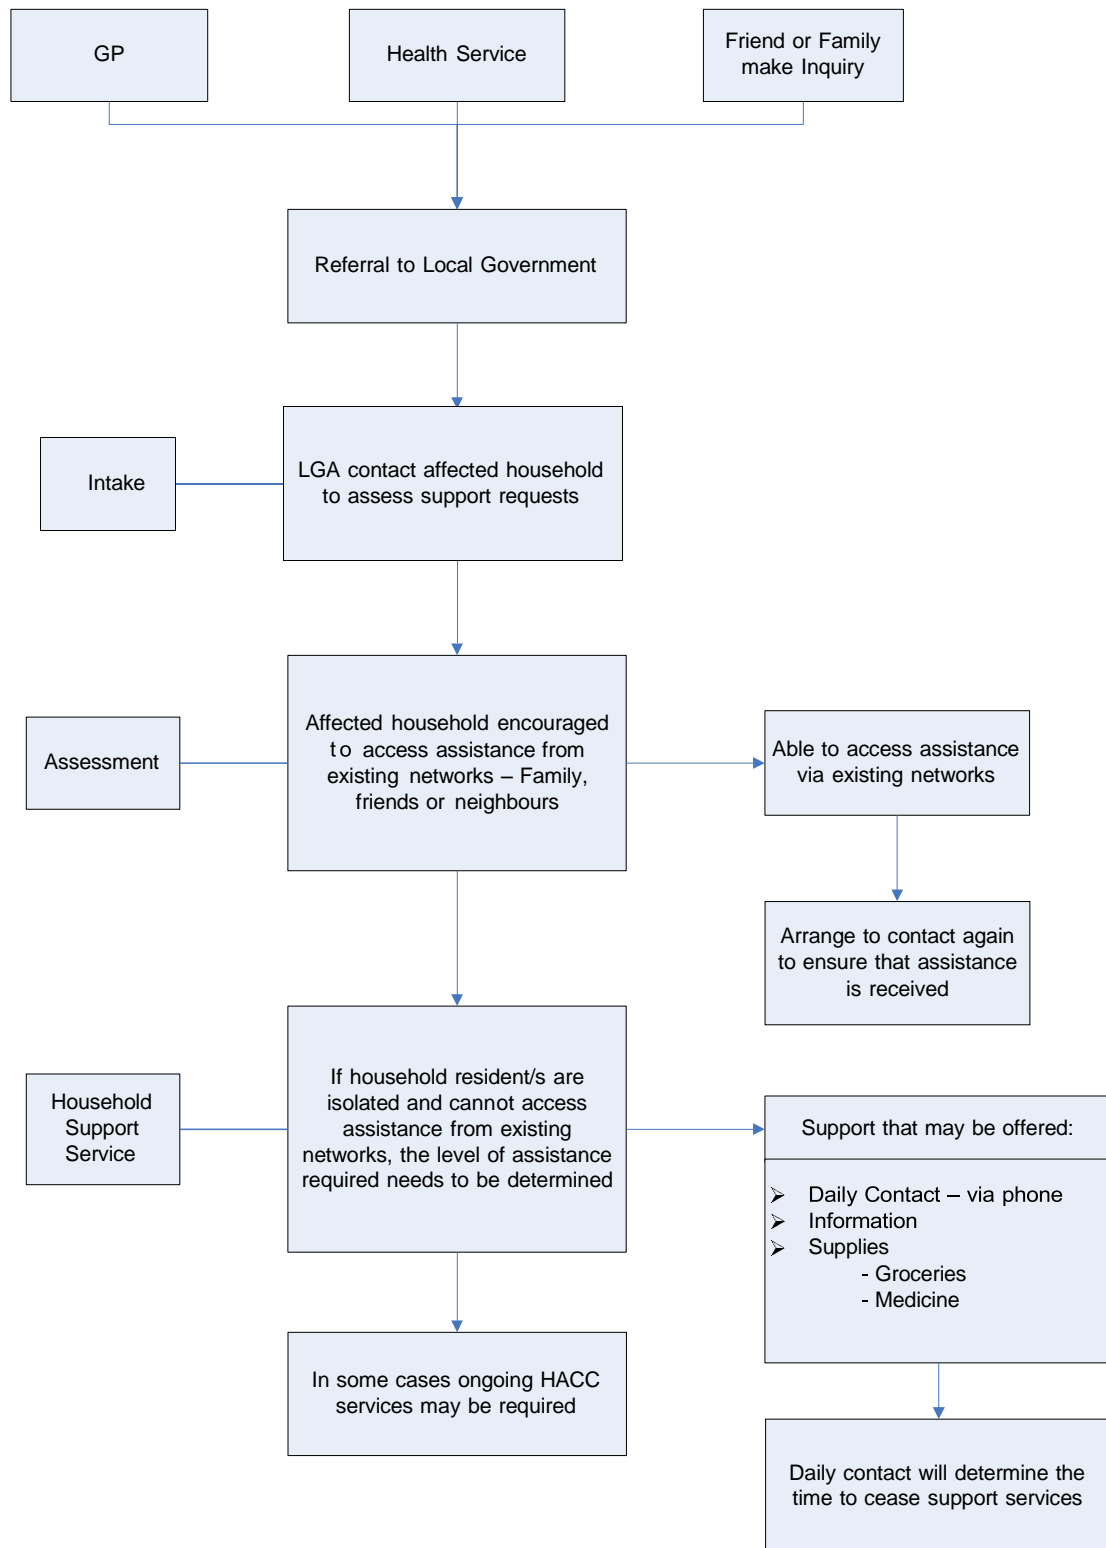 GP
Health Service
Friend or Family
make Inquiry
Referral to Local Government
Intake
LGA contact affected household
to assess support requests
Assessment
Affected household encouraged
to access assistance from
existing networks – Family,
friends or neighbours
Able to access assistance
via existing networks
Arrange to contact again
to ensure that assistance
is received
Household
Support
Service
If household resident/s are
isolated and cannot access
assistance from existing
networks, the level of assistance
required needs to be determined
Support that may be offered:
➢ Daily Contact – via phone
➢ Information
➢ Supplies
- Groceries
- Medicine
In some cases ongoing HACC
services may be required
Daily contact will determine the
time to cease support services